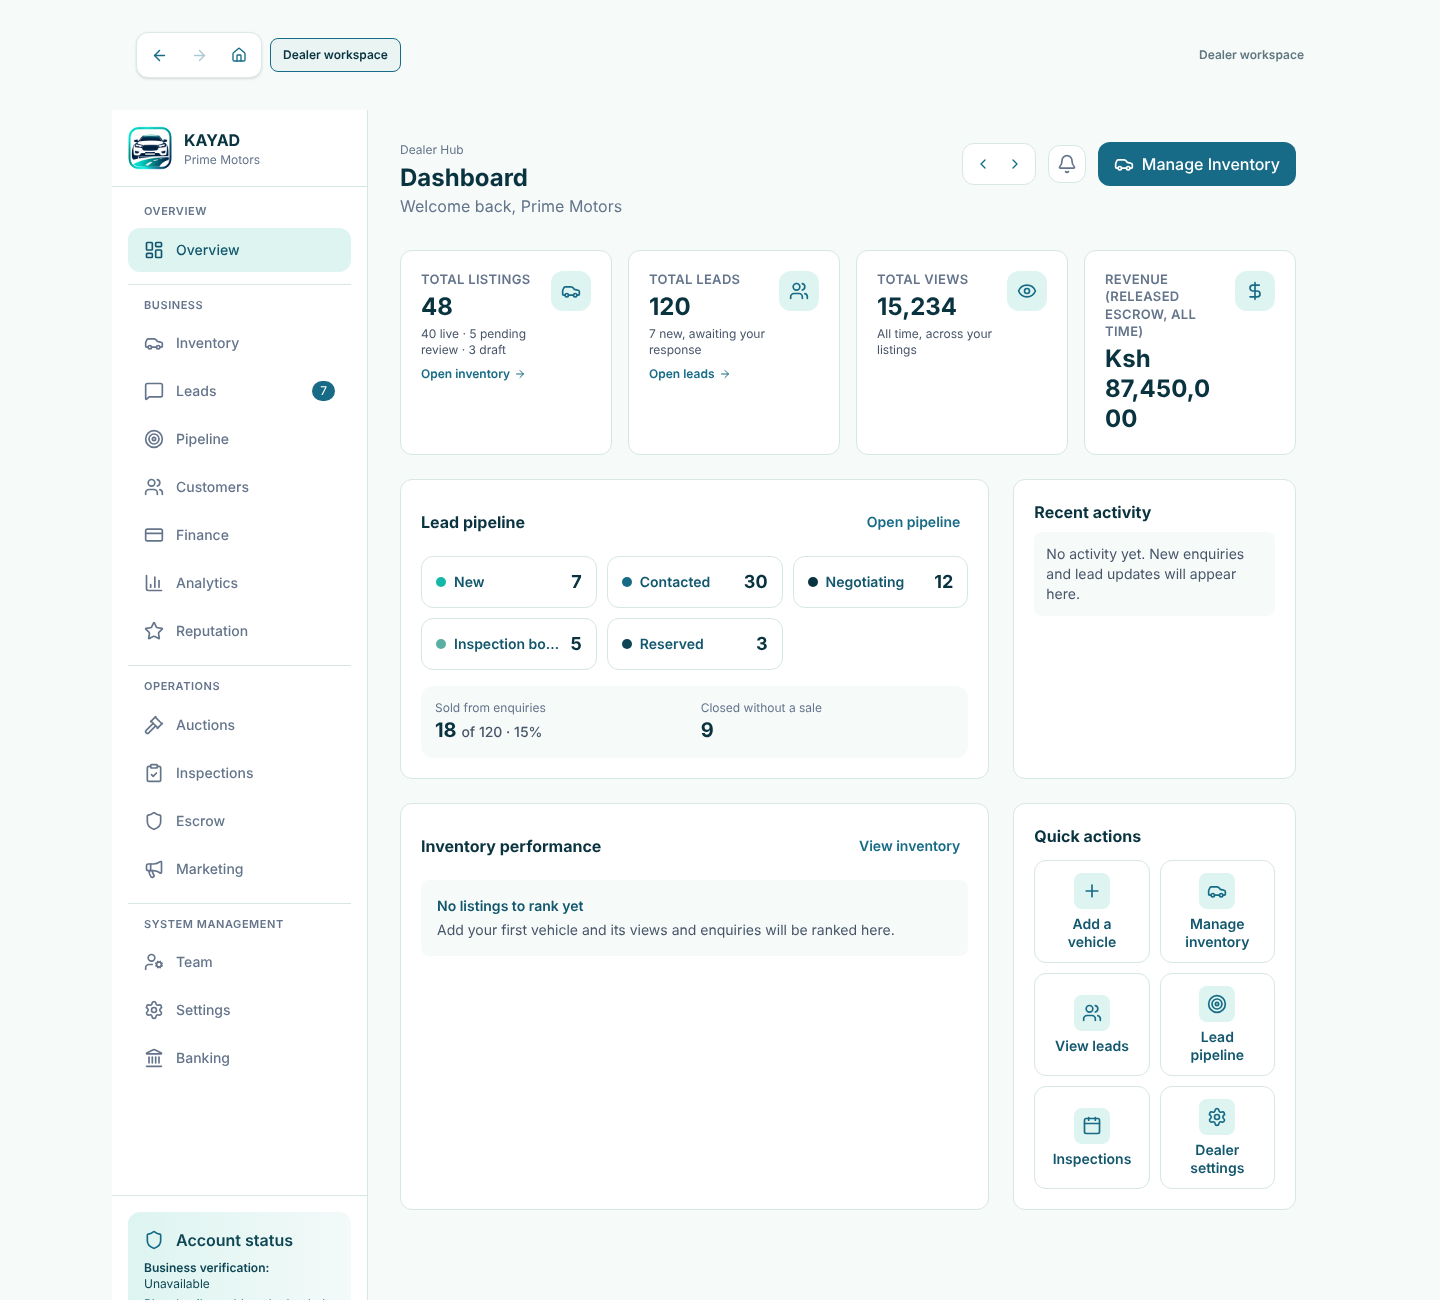 Dealer workspace
Dealer workspace
KAYAD
Prime Motors
OVERVIEW
Overview
BUSINESS
Inventory
Leads 7
Pipeline
Customers
Finance
Analytics
Reputation
OPERATIONS
Auctions
Inspections
Escrow
Marketing
SYSTEM MANAGEMENT
Team
Settings
Banking
Account status
Business verification:
Unavailable
Dealer Hub
Dashboard
Welcome back, Prime Motors
Manage Inventory
TOTAL LISTINGS
48
40 live · 5 pending
review · 3 draft
Open inventory →
TOTAL LEADS
120
7 new, awaiting your
response
Open leads →
TOTAL VIEWS
15,234
All time, across your
listings
REVENUE
(RELEASED
ESCROW, ALL
TIME)
Ksh
87,450,0
00
Lead pipeline
Open pipeline
New 7
Contacted 30
Negotiating 12
Inspection bo... 5
Reserved 3
Sold from enquiries
18 of 120 · 15%
Closed without a sale
9
Recent activity
No activity yet. New enquiries
and lead updates will appear
here.
Inventory performance
View inventory
No listings to rank yet
Add your first vehicle and its views and enquiries will be ranked here.
Quick actions
Add a
vehicle
Manage
inventory
View leads
Lead
pipeline
Inspections
Dealer
settings